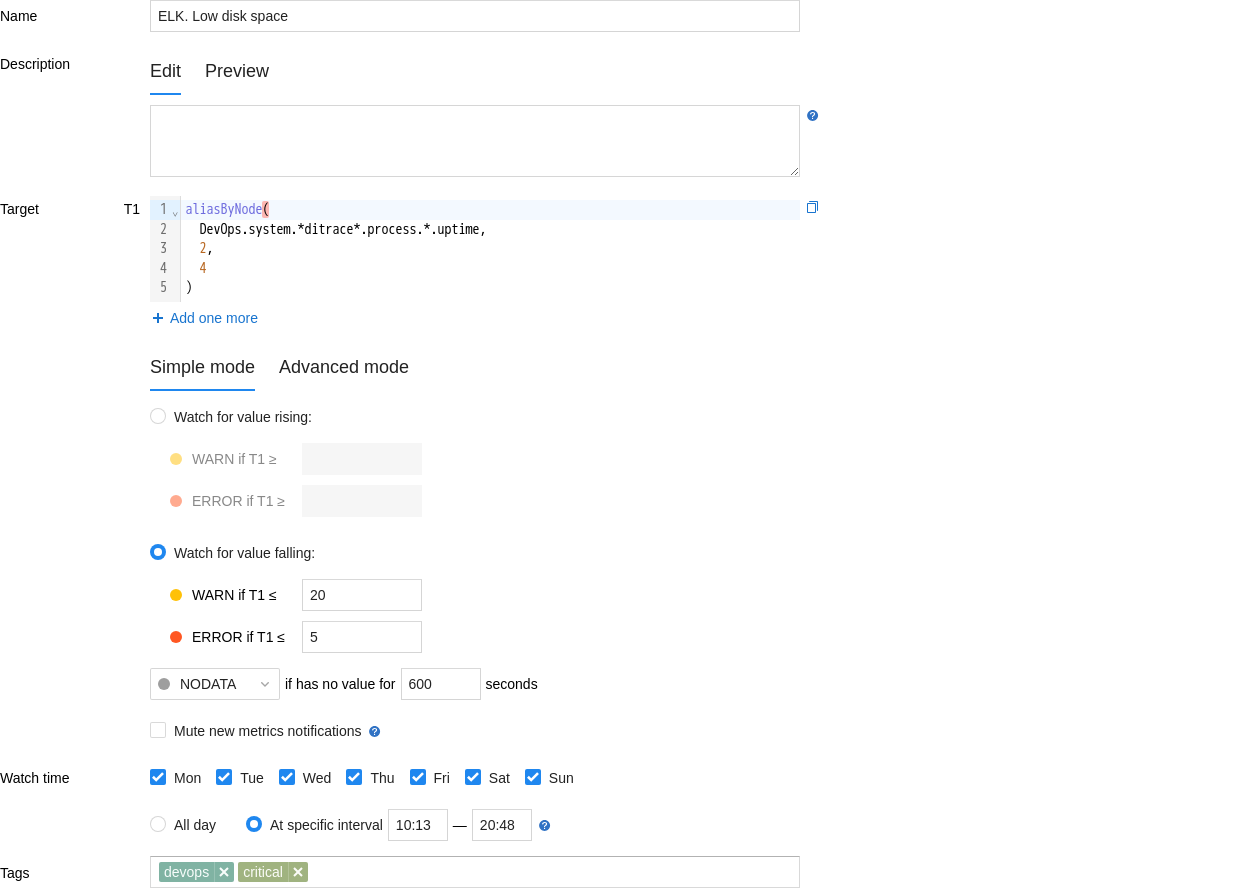 Name ELK. Low disk space
Description Edit Preview
Target T1 1 aliasByNode(
2 DevOps.system.*ditrace*.process.*.uptime,
3 2,
4 4
5 )
+ Add one more
Simple mode Advanced mode
Watch for value rising:
WARN if T1 ≥
ERROR if T1 ≥
Watch for value falling:
WARN if T1 ≤ 20
ERROR if T1 ≤ 5
NODATA if has no value for 600 seconds
Mute new metrics notifications ?
Watch time Mon Tue Wed Thu Fri Sat Sun
All day At specific interval 10:13 — 20:48 ?
Tags devops × critical ×